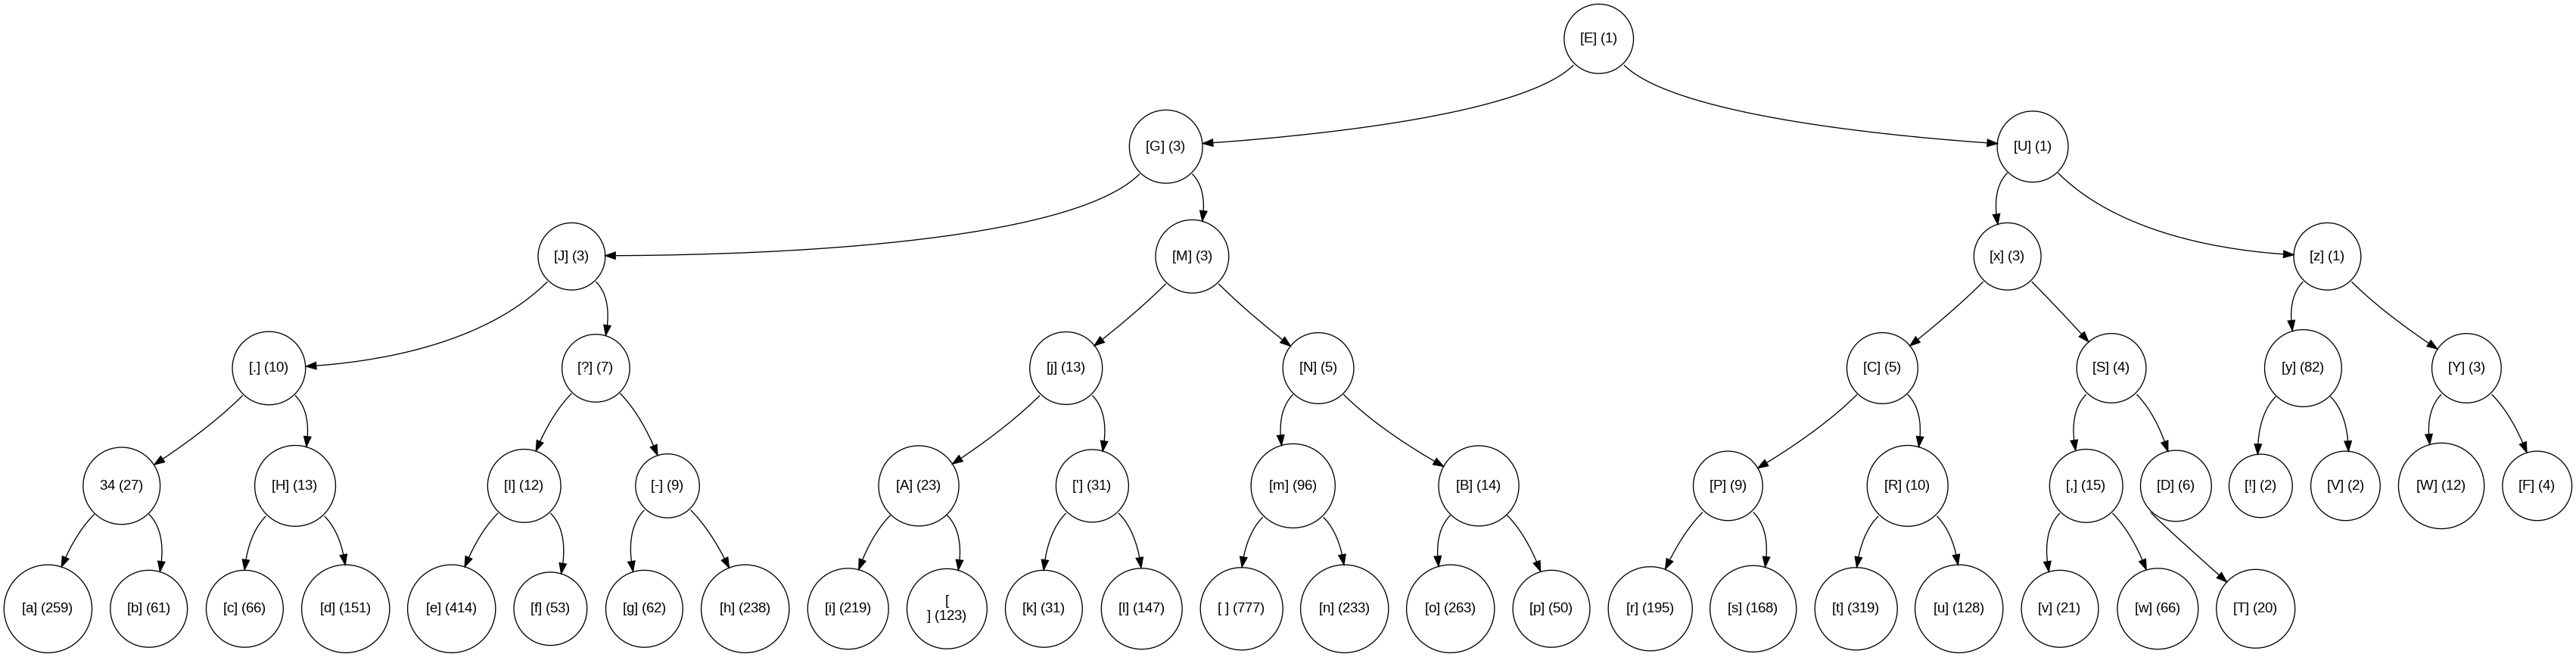 [E] (1)
[G] (3)
[U] (1)
[J] (3)
[M] (3)
[x] (3)
[z] (1)
[.] (10)
[?] (7)
[j] (13)
[N] (5)
[C] (5)
[S] (4)
[y] (82)
[Y] (3)
34 (27)
[H] (13)
[I] (12)
[-] (9)
[A] (23)
['] (31)
[m] (96)
[B] (14)
[P] (9)
[R] (10)
[,] (15)
[D] (6)
[!] (2)
[V] (2)
[W] (12)
[F] (4)
[a] (259)
[b] (61)
[c] (66)
[d] (151)
[e] (414)
[f] (53)
[g] (62)
[h] (238)
[i] (219)
[
] (123)
[k] (31)
[l] (147)
[ ] (777)
[n] (233)
[o] (263)
[p] (50)
[r] (195)
[s] (168)
[t] (319)
[u] (128)
[v] (21)
[w] (66)
[T] (20)